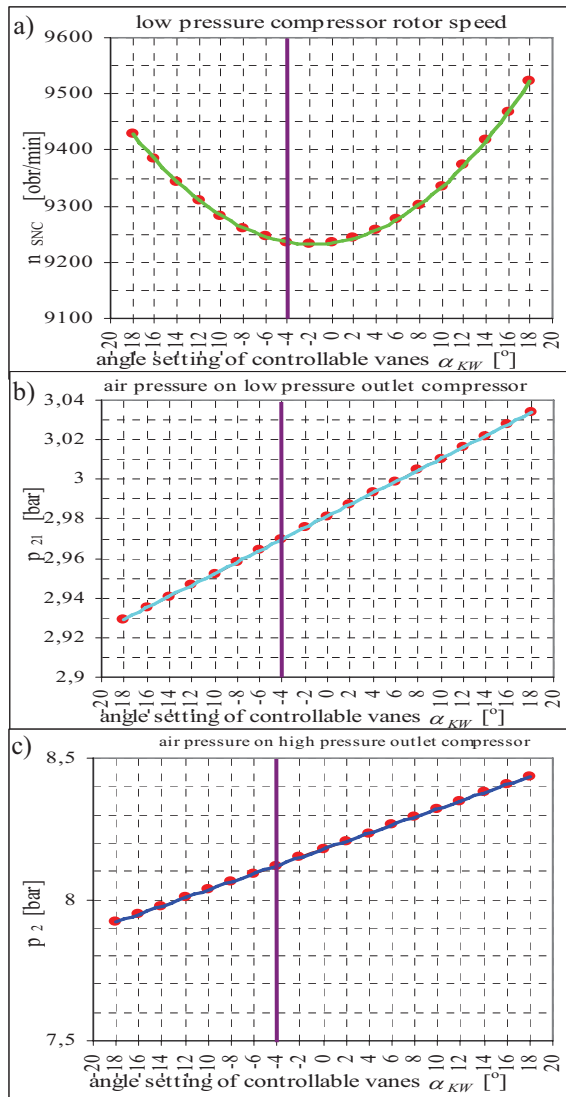 a)
low pressure compressor rotor speed
9600
9500
9400
9300
9200
9100
n SNC [obr/min]
-20 -18 -16 -14 -12 -10 -8 -6 -4 -2 0 2 4 6 8 10 12 14 16 18 20
angle setting of controllable vanes α KW [°]
b)
air pressure on low pressure outlet compressor
3,04
3,02
3
2,98
2,96
2,94
2,92
2,9
p 21 [bar]
-20 -18 -16 -14 -12 -10 -8 -6 -4 -2 0 2 4 6 8 10 12 14 16 18 20
angle setting of controllable vanes α KW [°]
c)
air pressure on high pressure outlet compressor
8,5
8
7,5
p 2 [bar]
-20 -18 -16 -14 -12 -10 -8 -6 -4 -2 0 2 4 6 8 10 12 14 16 18 20
angle setting of controllable vanes α KW [°]